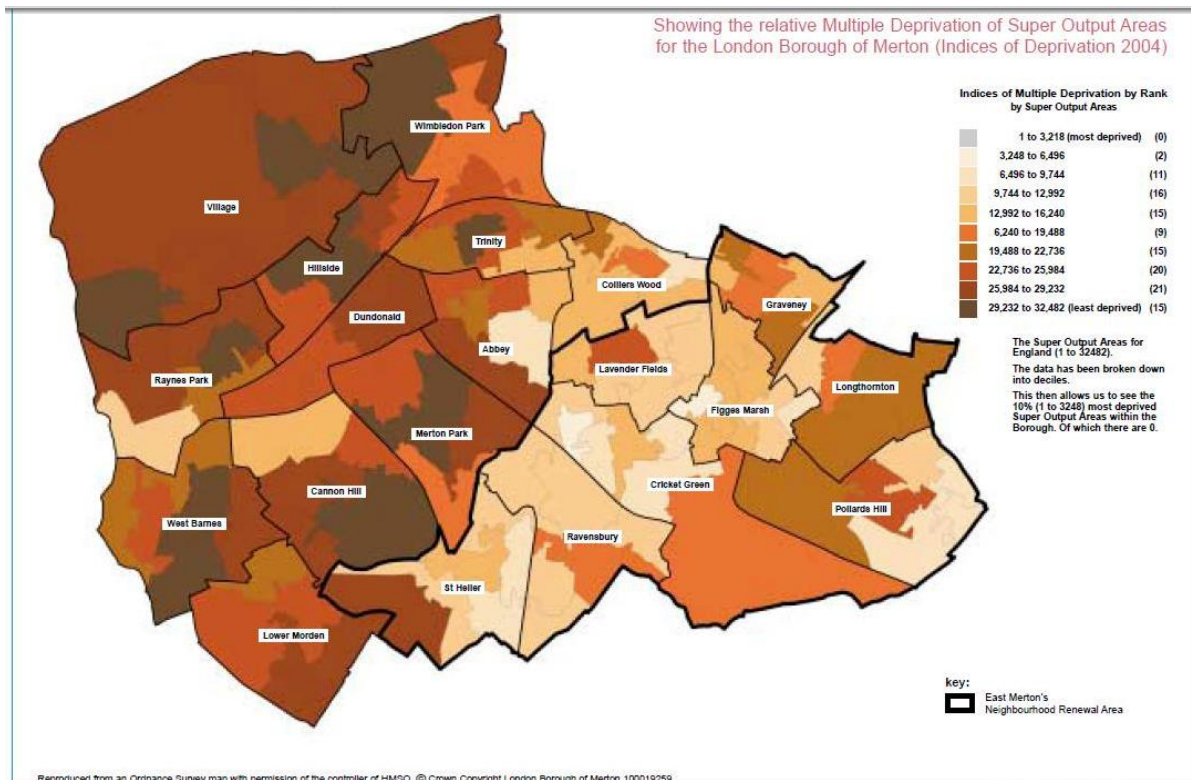 Showing the relative Multiple Deprivation of Super Output Areas
for the London Borough of Merton (Indices of Deprivation 2004)
Indices of Multiple Deprivation by Rank
by Super Output Areas
1 to 3,218 (most deprived) (0)
3,248 to 6,496 (2)
6,496 to 9,744 (11)
9,744 to 12,992 (16)
12,992 to 16,240 (15)
6,240 to 19,488 (9)
19,488 to 22,736 (15)
22,736 to 25,984 (20)
25,984 to 29,232 (21)
29,232 to 32,482 (least deprived) (15)
The Super Output Areas for
England (1 to 32482).
The data has been broken down
into deciles.
This then allows us to see the
10% (1 to 3248) most deprived
Super Output Areas within the
Borough. Of which there are 0.
Wimbledon Park
Village
Trinity
Hillside
Colliers Wood
Graveney
Dundonald
Abbey
Lavender Fields
Raynes Park
Longthornton
Figges Marsh
Merton Park
Cricket Green
Cannon Hill
Pollards Hill
West Barnes
Ravensbury
St Helier
Lower Morden
key:
East Merton's
Neighbourhood Renewal Area
Reproduced from an Ordinance Survey map with permission of the controller of HMSO. © Crown Copyright London Borough of Merton 100019259